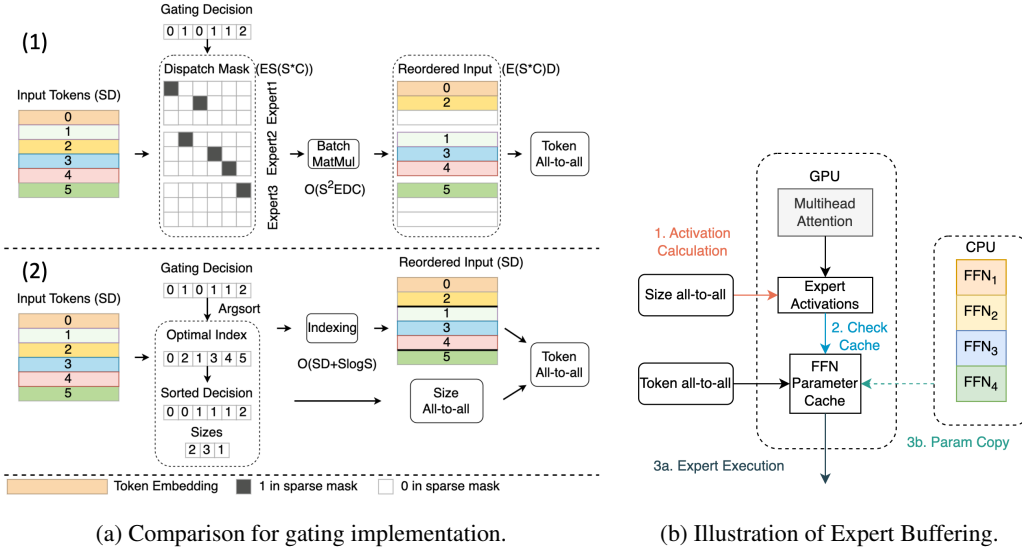 (1)
Gating Decision
0 1 0 1 1 2
Input Tokens (SD)
0
1
2
3
4
5
Dispatch Mask (ES(S*C))
Expert1
Expert2
Expert3
Batch
MatMul
O(S²EDC)
Reordered Input (E(S*C)D)
0
2
1
3
4
5
Token
All-to-all
(2)
Gating Decision
0 1 0 1 1 2
Argsort
Input Tokens (SD)
0
1
2
3
4
5
Optimal Index
0 2 1 3 4 5
Sorted Decision
0 0 1 1 1 2
Sizes
2 3 1
Indexing
O(SD+SlogS)
Reordered Input (SD)
0
2
1
3
4
5
Size
All-to-all
Token
All-to-all
Token Embedding
1 in sparse mask
0 in sparse mask
(a) Comparison for gating implementation.
GPU
Multihead
Attention
1. Activation
Calculation
Size all-to-all
Expert
Activations
2. Check
Cache
Token all-to-all
FFN
Parameter
Cache
CPU
FFN₁
FFN₂
FFN₃
FFN₄
3b. Param Copy
3a. Expert Execution
(b) Illustration of Expert Buffering.